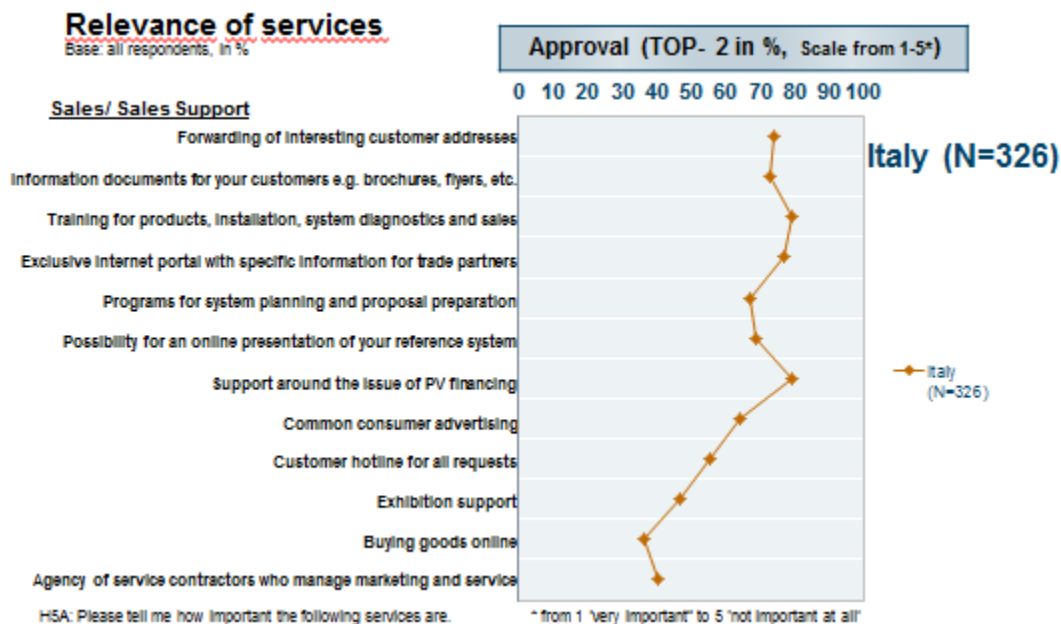 Relevance of services
Base: all respondents, in %
Approval (TOP- 2 in %, Scale from 1-5*)
0 10 20 30 40 50 60 70 80 90 100
Sales/ Sales Support
Italy (N=326)
Forwarding of interesting customer addresses
Information documents for your customers e.g. brochures, flyers, etc.
Training for products, installation, system diagnostics and sales
Exclusive internet portal with specific information for trade partners
Programs for system planning and proposal preparation
Possibility for an online presentation of your reference system
Support around the issue of PV financing
Italy
(N=326)
Common consumer advertising
Customer hotline for all requests
Exhibition support
Buying goods online
Agency of service contractors who manage marketing and service
H5A: Please tell me how important the following services are.
* from 1 "very important" to 5 "not important at all"